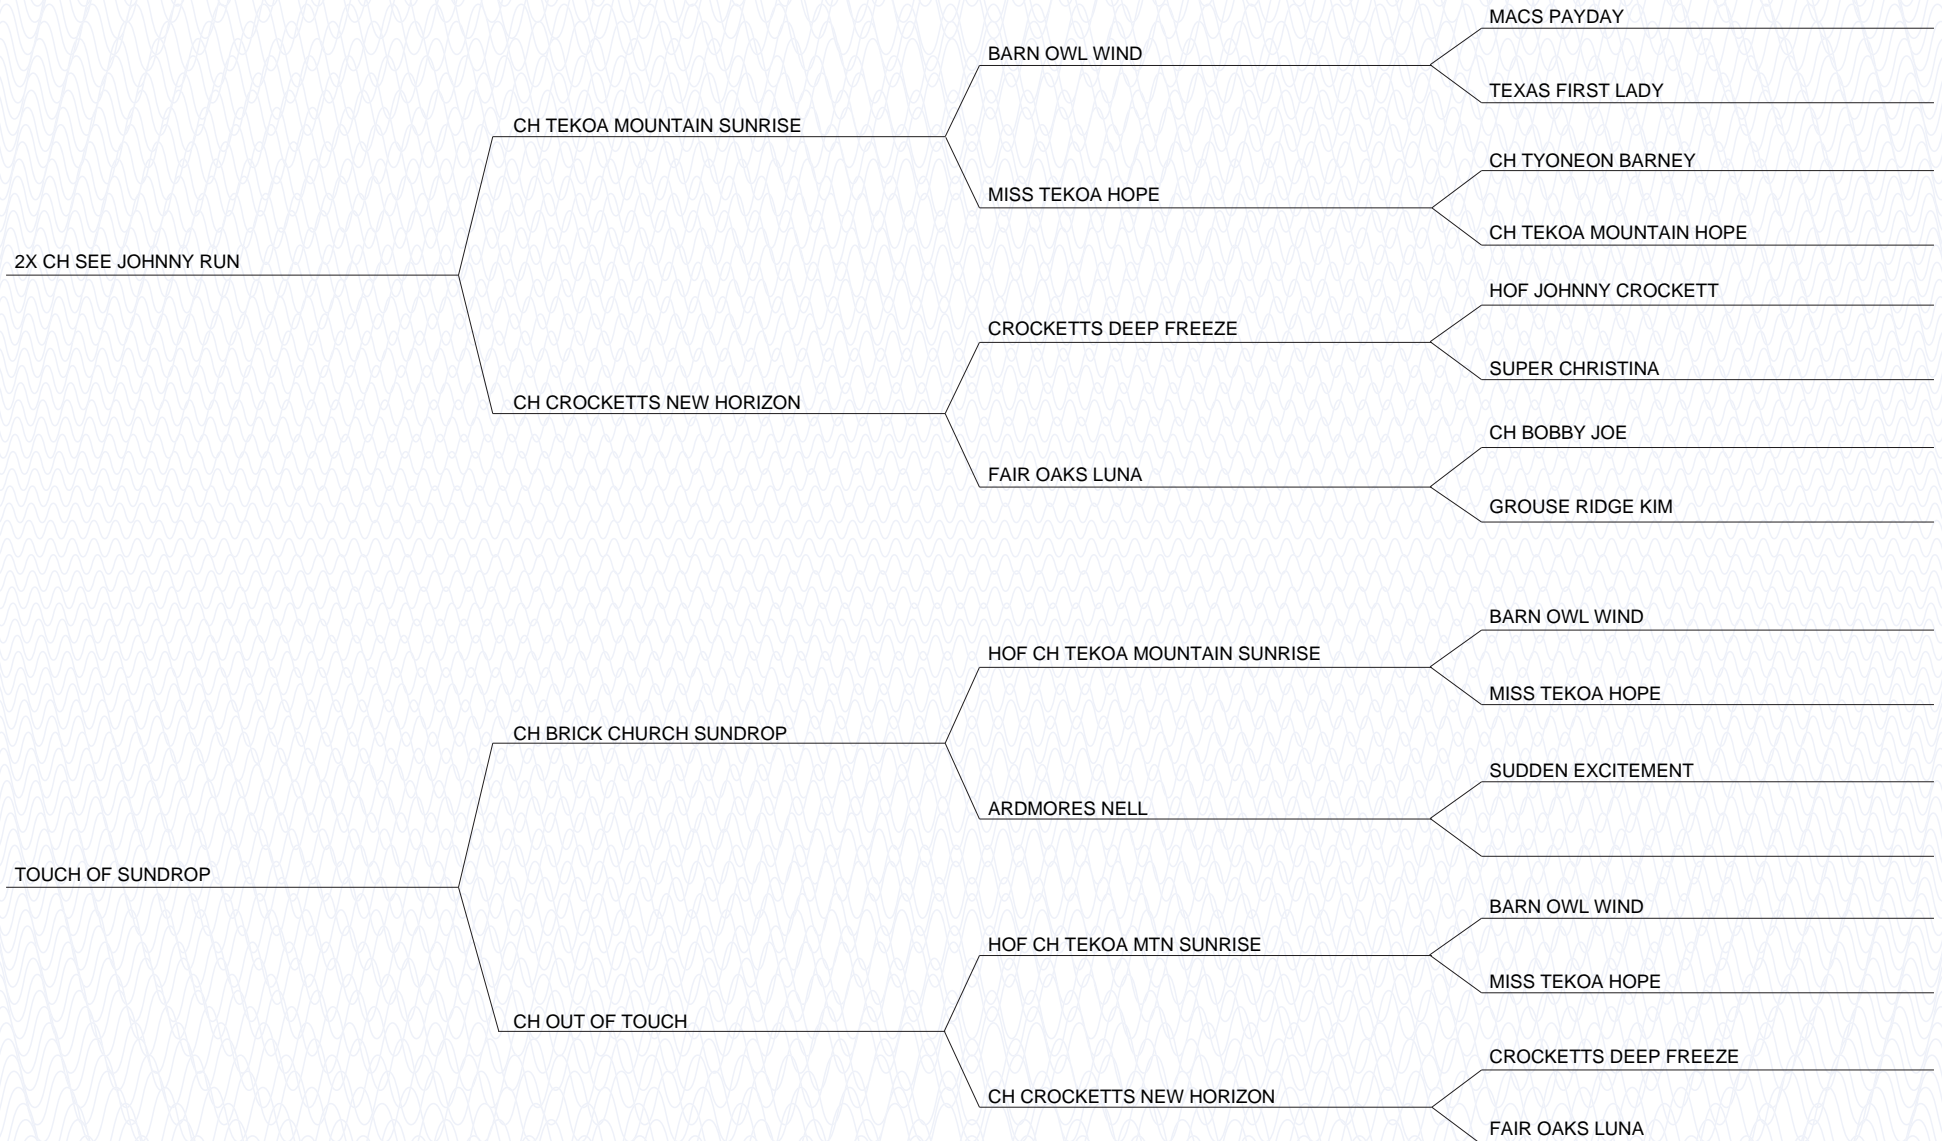 MACS PAYDAY
BARN OWL WIND
TEXAS FIRST LADY
CH TEKOA MOUNTAIN SUNRISE
CH TYONEON BARNEY
MISS TEKOA HOPE
CH TEKOA MOUNTAIN HOPE
2X CH SEE JOHNNY RUN
HOF JOHNNY CROCKETT
CROCKETTS DEEP FREEZE
SUPER CHRISTINA
CH CROCKETTS NEW HORIZON
CH BOBBY JOE
FAIR OAKS LUNA
GROUSE RIDGE KIM
BARN OWL WIND
HOF CH TEKOA MOUNTAIN SUNRISE
MISS TEKOA HOPE
CH BRICK CHURCH SUNDROP
SUDDEN EXCITEMENT
ARDMORES NELL
TOUCH OF SUNDROP
BARN OWL WIND
HOF CH TEKOA MTN SUNRISE
MISS TEKOA HOPE
CH OUT OF TOUCH
CROCKETTS DEEP FREEZE
CH CROCKETTS NEW HORIZON
FAIR OAKS LUNA